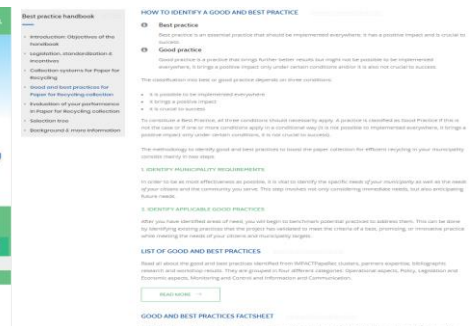 Best practice handbook
Introduction: Objectives of the
handbook
Legislation, standardization &
incentives
Collection systems for Paper for
Recycling
Good and best practices for
Paper for Recycling collection
Evaluation of your performance
in Paper for Recycling collection
Selection tree
Background & more information
HOW TO IDENTIFY A GOOD AND BEST PRACTICE
Best practice
Best practice is an essential practice that should be implemented everywhere. It has a positive impact and is crucial to
success.
Good practice
Good practice is a practice that brings further better results but might not be possible to be implemented
everywhere, it brings a positive impact only under certain conditions and/or it is also not crucial to success.
The classification into best or good practice depends on three conditions:
It is possible to be implemented everywhere
It brings a positive impact
It is crucial to success
To constitute a Best Practice, all three conditions should necessarily apply. A practice is classified as Good Practice if this is
not the case or if one or more conditions apply in a conditional way (it is not possible to implemented everywhere, it brings a
positive impact only under certain conditions, it is not crucial to success).
The methodology to identify good and best practices to boost the paper collection for efficient recycling in your municipality
consider mainly in two steps:
1. IDENTIFY MUNICIPALITY REQUIREMENTS
In order to be as most effectiveness as possible, it is vital to identify the specific needs of your municipality as well at the need
of your citizens and the community you serve. This step involves not only considering immediate needs, but also anticipating
future needs.
2. IDENTIFY APPLICABLE GOOD PRACTICES
After you have identified areas of need, you will begin to benchmark potential practices to address them. This can be done
by identifying existing practices that the project has validated to meet the criteria of a best, promising, or innovative practice
while meeting the needs of your citizens and municipality targets.
LIST OF GOOD AND BEST PRACTICES
Read all about the good and best practices identified from IMPACTPapeRec clusters, partners expertise, bibliographic
research and workshop results. They are grouped in four different categories: Operational aspects, Policy, Legislation and
Economic aspects, Monitoring and Control and Information and Communication.
READ MORE →
GOOD AND BEST PRACTICES FACTSHEET